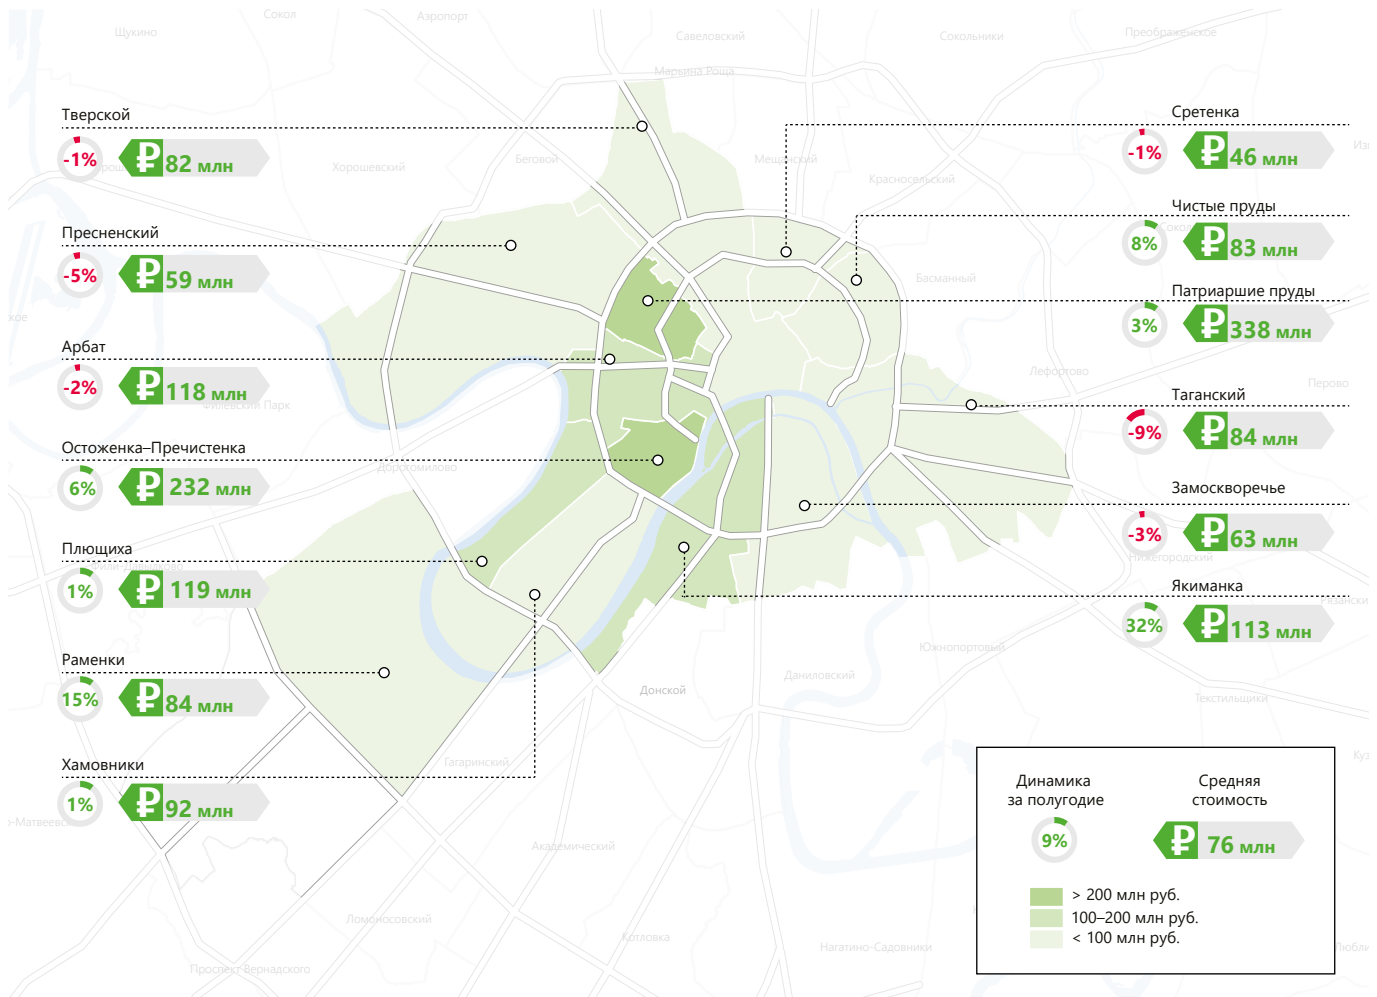 Щукино
Сокол
Аэропорт
Савеловский
Сокольники
Преображенское
Марьина Роща
Тверской
-1%
₽ 82 млн
Хорошевский
Беговой
Мещанский
Красносельский
Сретенка
-1%
₽ 46 млн
Пресненский
-5%
₽ 59 млн
Чистые пруды
8%
₽ 83 млн
Басманный
Патриаршие пруды
3%
₽ 338 млн
Арбат
-2%
₽ 118 млн
Филевский Парк
Лефортово
Перово
Таганский
-9%
₽ 84 млн
Остоженка–Пречистенка
6%
₽ 232 млн
Дорогомилово
Замоскворечье
-3%
₽ 63 млн
Нижегородский
Плющиха
1%
₽ 119 млн
Якиманка
32%
₽ 113 млн
Южнопортовый
Раменки
15%
₽ 84 млн
Донской
Даниловский
Текстильщики
Хамовники
1%
₽ 92 млн
Гагаринский
Академический
Ломоносовский
Котловка
Нагатино-Садовники
Проспект Вернадского
Динамика
за полугодие
9%
Средняя
стоимость
₽ 76 млн
> 200 млн руб.
100–200 млн руб.
< 100 млн руб.